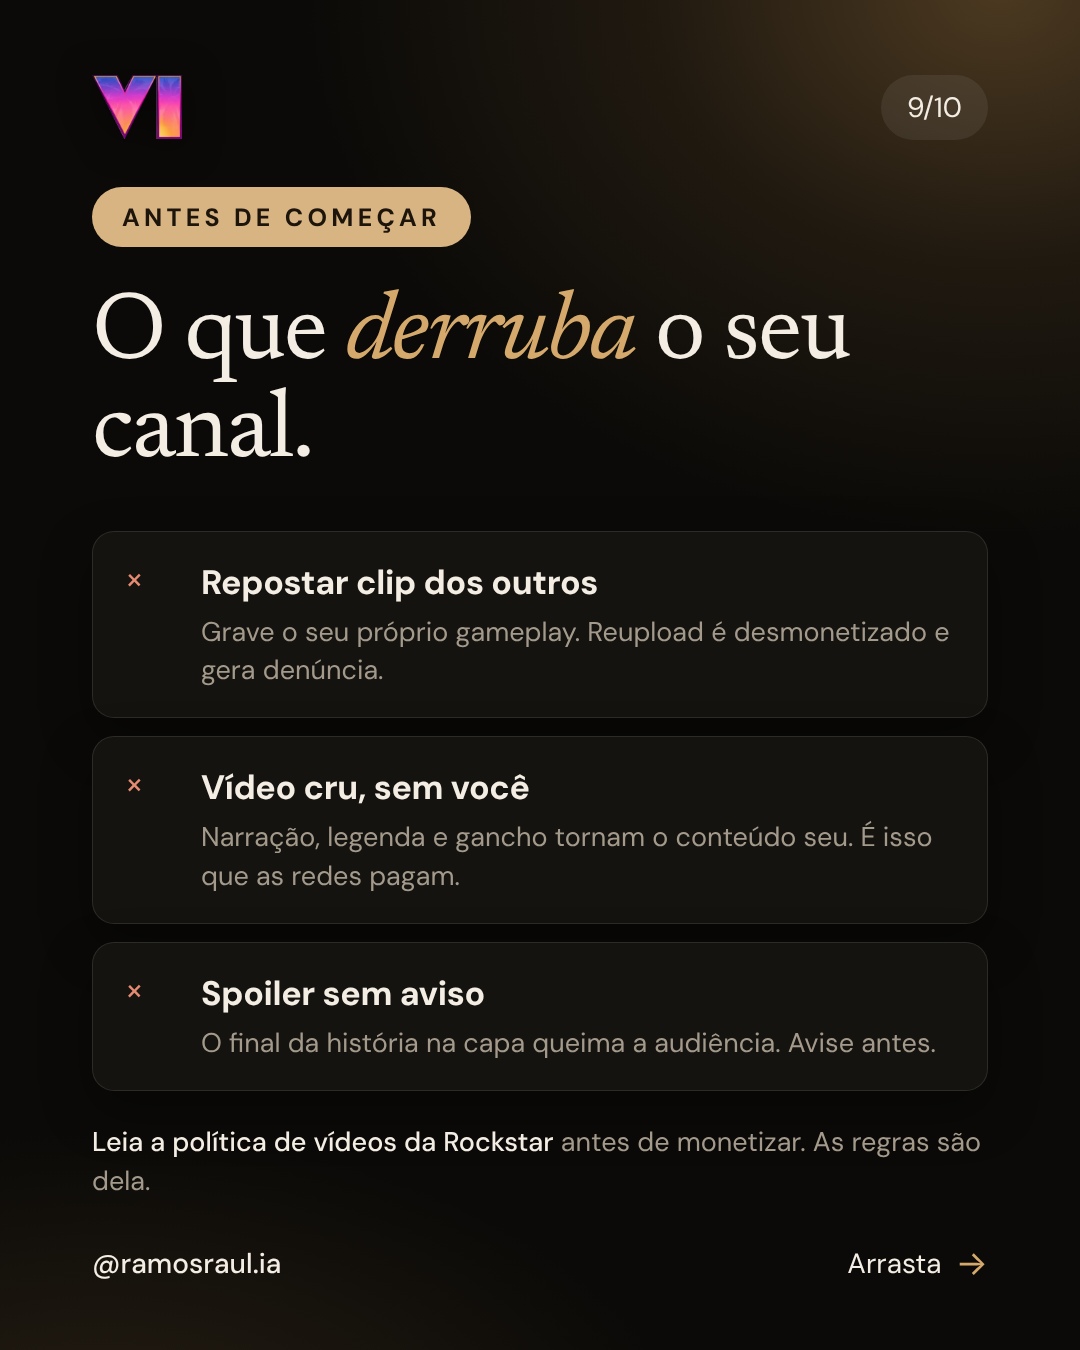 VI
9/10
ANTES DE COMEÇAR
O que derruba o seu
canal.
× Repostar clip dos outros
Grave o seu próprio gameplay. Reupload é desmonetizado e
gera denúncia.
× Vídeo cru, sem você
Narração, legenda e gancho tornam o conteúdo seu. É isso
que as redes pagam.
× Spoiler sem aviso
O final da história na capa queima a audiência. Avise antes.
Leia a política de vídeos da Rockstar antes de monetizar. As regras são
dela.
@ramosraul.ia
Arrasta →